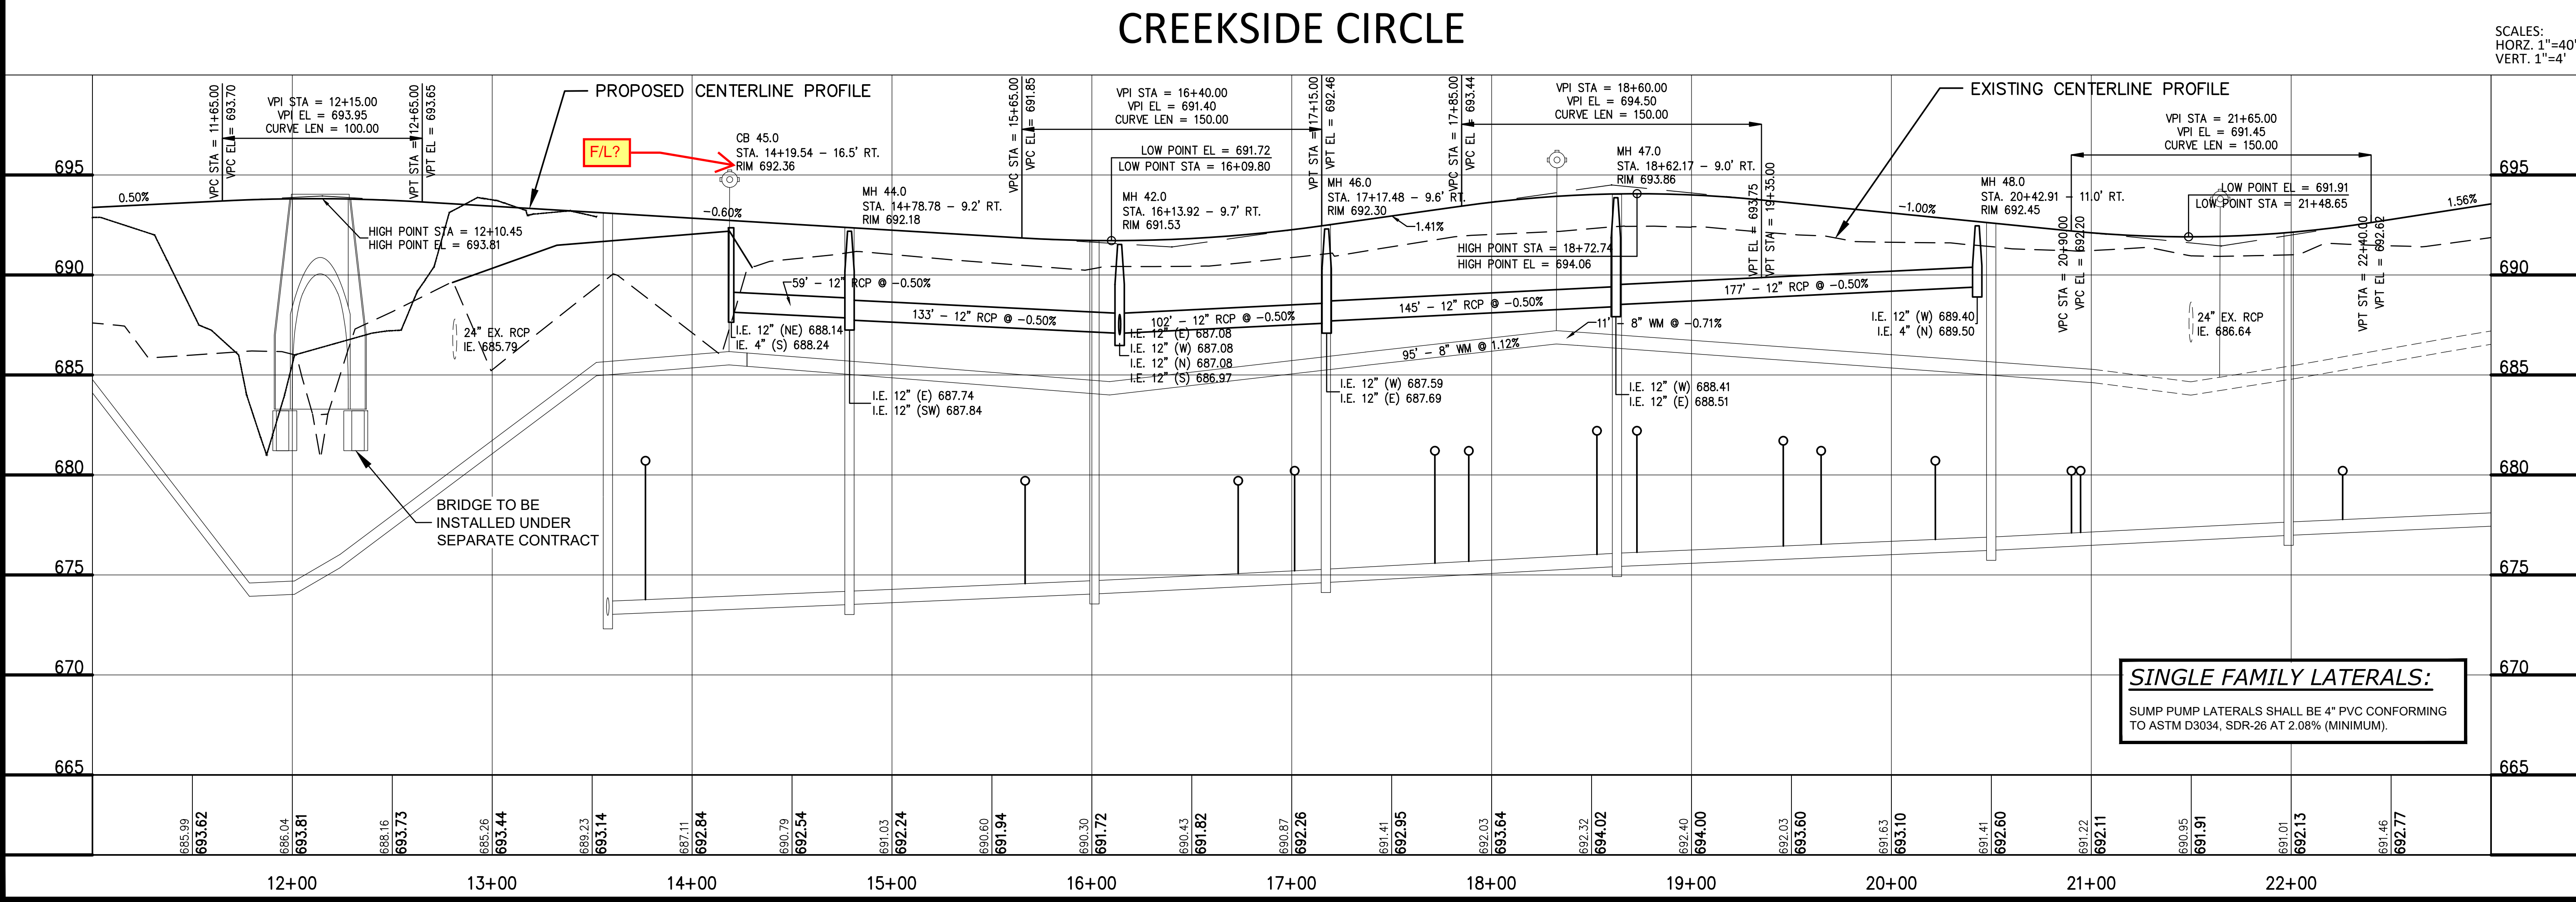 CREEKSIDE CIRCLE
SCALES:
HORZ. 1"=40'
VERT. 1"=4'
VPC STA = 11+65.00
VPC EL= 693.70
VPI STA = 12+15.00
VPI EL = 693.95
CURVE LEN = 100.00
VPT STA = 12+65.00
VPT EL = 693.65
PROPOSED CENTERLINE PROFILE
F/L?
CB 45.0
STA. 14+19.54 - 16.5' RT.
RIM 692.36
VPC STA = 15+65.00
VPC EL= 691.85
VPI STA = 16+40.00
VPI EL = 691.40
CURVE LEN = 150.00
LOW POINT EL = 691.72
LOW POINT STA = 16+09.80
VPT STA = 17+15.00
VPT EL = 692.46
VPC STA = 17+85.00
VPC EL= 693.44
VPI STA = 18+60.00
VPI EL = 694.50
CURVE LEN = 150.00
EXISTING CENTERLINE PROFILE
VPI STA = 21+65.00
VPI EL = 691.45
CURVE LEN = 150.00
695
695
0.50%
HIGH POINT STA = 12+10.45
HIGH POINT EL = 693.81
-0.60%
MH 44.0
STA. 14+78.78 - 9.2' RT.
RIM 692.18
MH 42.0
STA. 16+13.92 - 9.7' RT.
RIM 691.53
MH 46.0
STA. 17+17.48 - 9.6' RT.
RIM 692.30
1.41%
MH 47.0
STA. 18+62.17 - 9.0' RT.
RIM 693.86
HIGH POINT STA = 18+72.74
HIGH POINT EL = 694.06
VPT EL = 693.75
VPT STA = 19+35.00
-1.00%
MH 48.0
STA. 20+42.91 - 11.0' RT.
RIM 692.45
LOW POINT EL = 691.91
LOW POINT STA = 21+48.65
1.56%
VPC STA = 20+90.00
VPC EL = 692.20
VPT STA = 22+40.00
VPT EL = 692.62
690
690
59' - 12" RCP @ -0.50%
133' - 12" RCP @ -0.50%
102' - 12" RCP @ -0.50%
145' - 12" RCP @ -0.50%
177' - 12" RCP @ -0.50%
24" EX. RCP
IE. 685.79
I.E. 12" (NE) 688.14
IE. 4" (S) 688.24
I.E. 12" (E) 687.08
I.E. 12" (W) 687.08
I.E. 12" (N) 687.08
I.E. 12" (S) 686.97
11' - 8" WM @ -0.71%
95' - 8" WM @ 1.12%
I.E. 12" (W) 689.40
I.E. 4" (N) 689.50
24" EX. RCP
IE. 686.64
685
685
I.E. 12" (E) 687.74
I.E. 12" (SW) 687.84
I.E. 12" (W) 687.59
I.E. 12" (E) 687.69
I.E. 12" (W) 688.41
I.E. 12" (E) 688.51
680
680
BRIDGE TO BE
INSTALLED UNDER
SEPARATE CONTRACT
675
675
670
670
SINGLE FAMILY LATERALS:
SUMP PUMP LATERALS SHALL BE 4" PVC CONFORMING
TO ASTM D3034, SDR-26 AT 2.08% (MINIMUM).
665
665
685.99
693.62
686.04
693.81
688.16
693.73
685.26
693.44
689.23
693.14
687.11
692.84
690.79
692.54
691.03
692.24
690.60
691.94
690.30
691.72
690.43
691.82
690.87
692.26
691.41
692.95
692.03
693.64
692.32
694.02
692.40
694.00
692.03
693.60
691.63
693.10
691.41
692.60
691.22
692.11
690.95
691.91
691.01
692.13
691.46
692.77
12+00
13+00
14+00
15+00
16+00
17+00
18+00
19+00
20+00
21+00
22+00